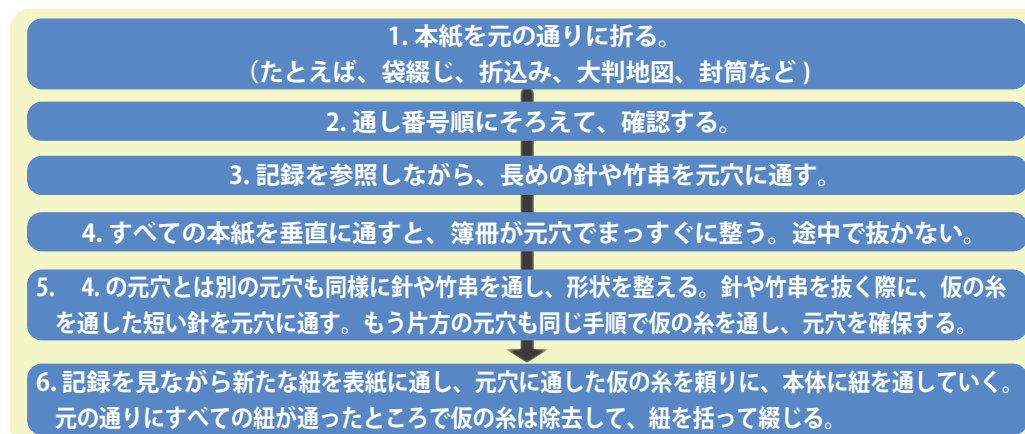 1. 本紙を元の通りに折る。
（たとえば、袋綴じ、折込み、大判地図、封筒など )
2. 通し番号順にそろえて、確認する。
3. 記録を参照しながら、長めの針や竹串を元穴に通す。
4. すべての本紙を垂直に通すと、簿冊が元穴でまっすぐに整う。途中で抜かない。
5.　4. の元穴とは別の元穴も同様に針や竹串を通し、形状を整える。針や竹串を抜く際に、仮の糸
を通した短い針を元穴に通す。もう片方の元穴も同じ手順で仮の糸を通し、元穴を確保する。
6. 記録を見ながら新たな紐を表紙に通し、元穴に通した仮の糸を頼りに、本体に紐を通していく。
元の通りにすべての紐が通ったところで仮の糸は除去して、紐を括って綴じる。